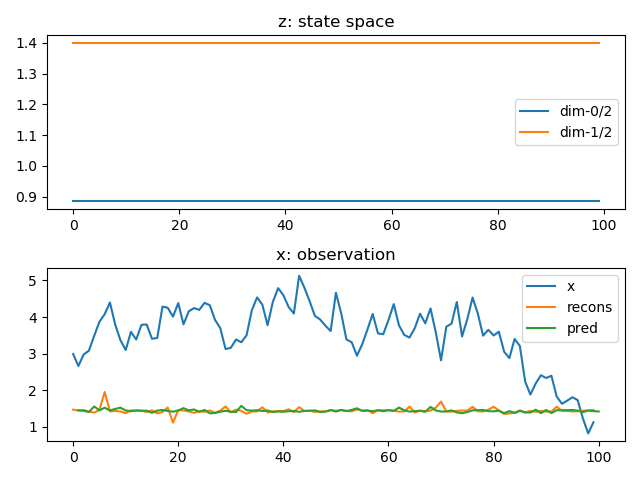 z: state space
1.4
1.3
1.2
1.1
1.0
0.9
dim-0/2
dim-1/2
0 20 40 60 80 100
x: observation
5
4
3
2
1
x
recons
pred
0 20 40 60 80 100